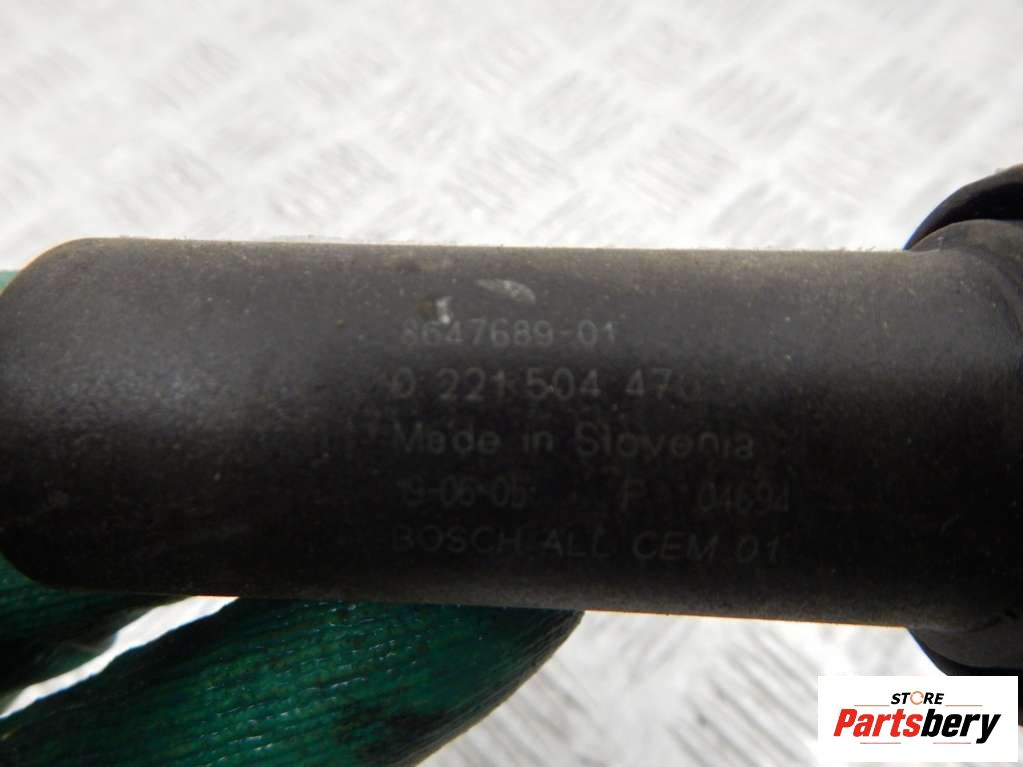 8647689-01
0 221 504 470
Made in Slovenia
19-06-05 F 04694
BOSCH ALL CEM 01
STORE
Partsbery